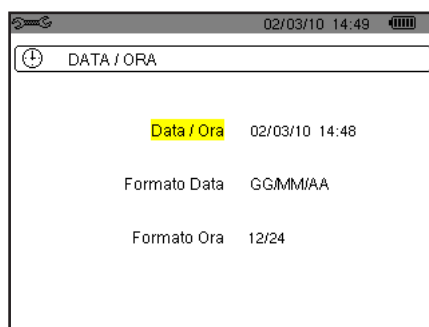 02/03/10 14:49
DATA / ORA
Data / Ora 02/03/10 14:48
Formato Data GG/MM/AA
Formato Ora 12/24